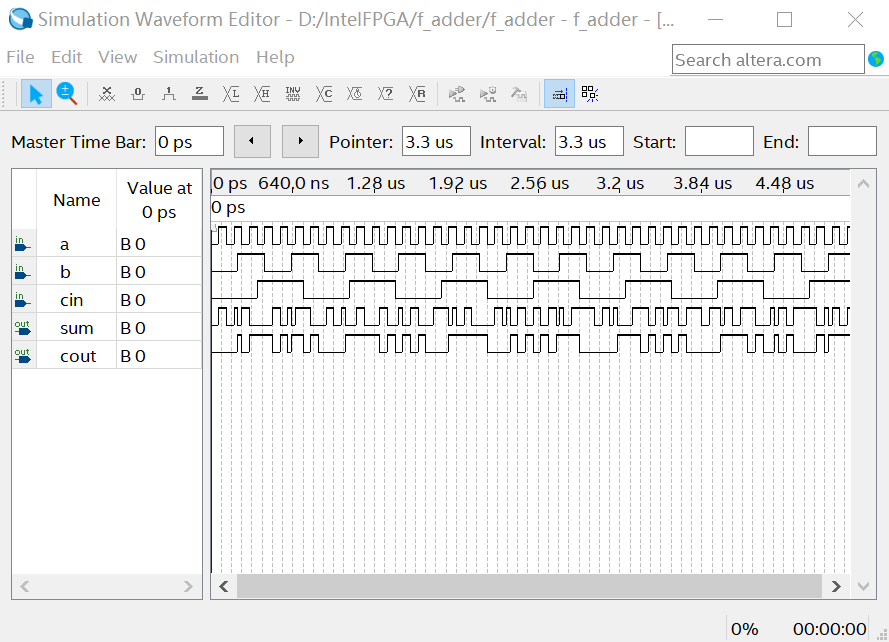 Simulation Waveform Editor - D:/IntelFPGA/f_adder/f_adder - f_adder - [...
File Edit View Simulation Help
Search altera.com
Master Time Bar: 0 ps Pointer: 3.3 us Interval: 3.3 us Start: End:
Name Value at 0 ps
0 ps 640,0 ns 1.28 us 1.92 us 2.56 us 3.2 us 3.84 us 4.48 us
0 ps
in a B 0
in b B 0
in cin B 0
out sum B 0
out cout B 0
0% 00:00:00